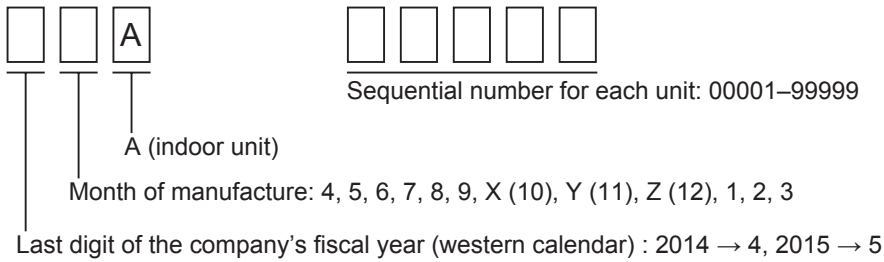 A
Sequential number for each unit: 00001–99999
A (indoor unit)
Month of manufacture: 4, 5, 6, 7, 8, 9, X (10), Y (11), Z (12), 1, 2, 3
Last digit of the company’s fiscal year (western calendar) : 2014 → 4, 2015 → 5